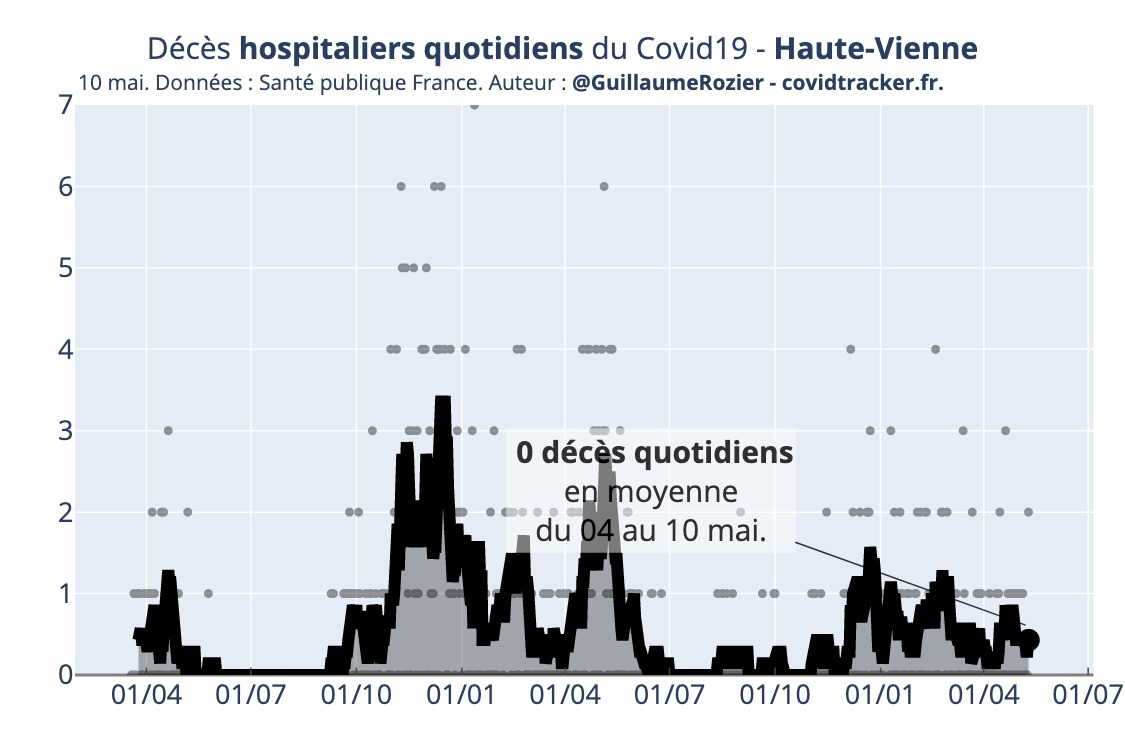 Décès hospitaliers quotidiens du Covid19 - Haute-Vienne
10 mai. Données : Santé publique France. Auteur : @GuillaumeRozier - covidtracker.fr.
7
6
5
4
3
2
1
0
0 décès quotidiens
en moyenne
du 04 au 10 mai.
01/04 01/07 01/10 01/01 01/04 01/07 01/10 01/01 01/04 01/07